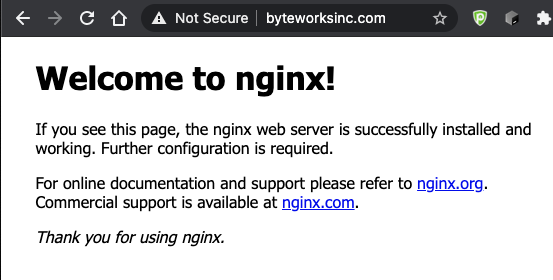 Not Secure | byteworksinc.com
Welcome to nginx!
If you see this page, the nginx web server is successfully installed and
working. Further configuration is required.
For online documentation and support please refer to nginx.org.
Commercial support is available at nginx.com.
Thank you for using nginx.